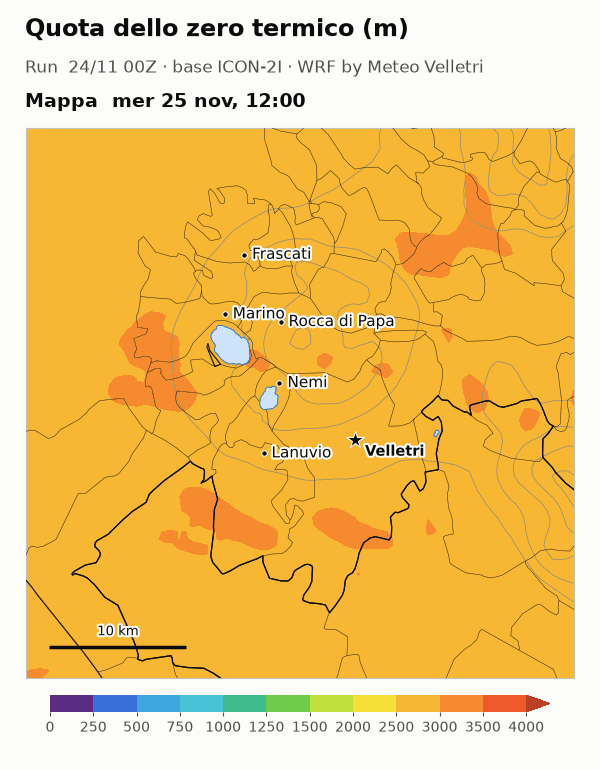 Quota dello zero termico (m)
Run  24/11 00Z · base ICON-2I · WRF by Meteo Velletri
Mappa  mer 25 nov, 12:00
Frascati
Marino
Rocca di Papa
Nemi
Velletri
Lanuvio
10 km
0 250 500 750 1000 1250 1500 2000 2500 3000 3500 4000